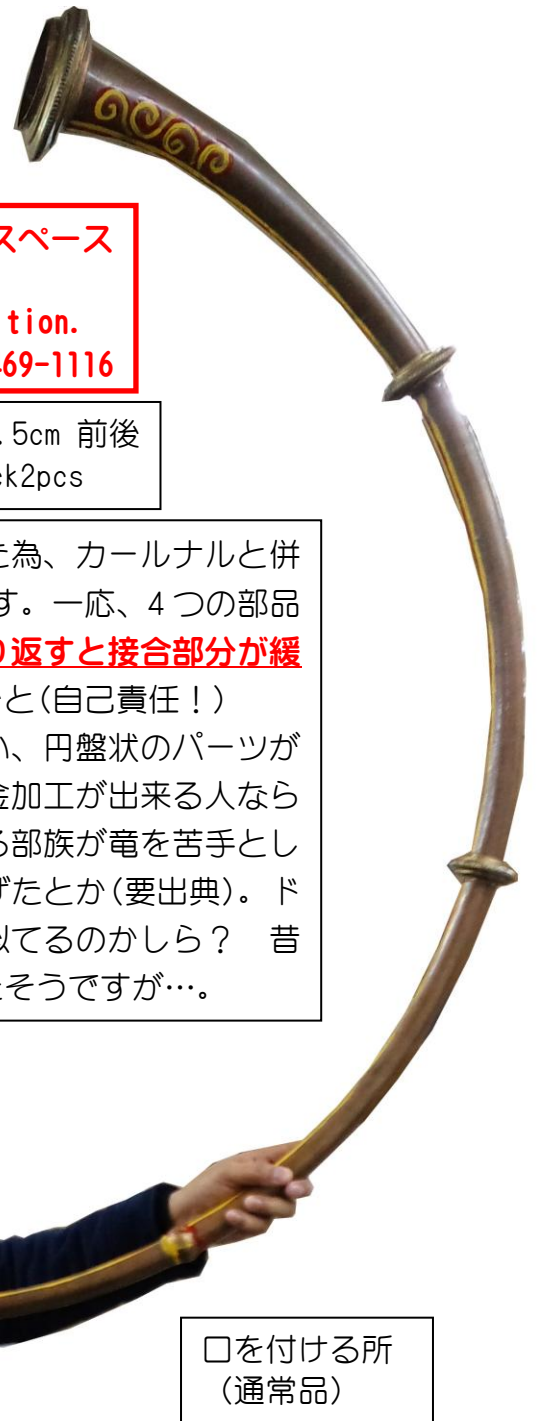 スペース
tion.
69-1116
.5cm 前後
k2pcs
た為、カールナルと併
す。一応、4つの部品
り返すと接合部分が緩
と(自己責任！)
い、円盤状のパーツが
金加工が出来る人なら
る部族が竜を苦手とし
げたとか(要出典)。ド
似てるのかしら？　昔
そうですが…。
口を付ける所
(通常品)